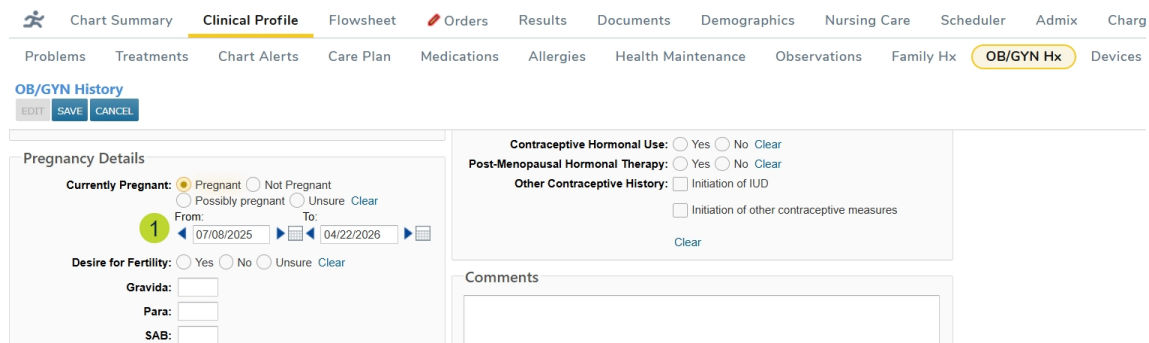 Chart Summary Clinical Profile Flowsheet Orders Results Documents Demographics Nursing Care Scheduler Admix Charg
Problems Treatments Chart Alerts Care Plan Medications Allergies Health Maintenance Observations Family Hx OB/GYN Hx Devices
OB/GYN History
EDIT SAVE CANCEL
Pregnancy Details
Currently Pregnant: Pregnant Not Pregnant
Possibly pregnant Unsure Clear
From: To:
1 07/08/2025 04/22/2026
Desire for Fertility: Yes No Unsure Clear
Gravida:
Para:
SAB:
Contraceptive Hormonal Use: Yes No Clear
Post-Menopausal Hormonal Therapy: Yes No Clear
Other Contraceptive History: Initiation of IUD
Initiation of other contraceptive measures
Clear
Comments